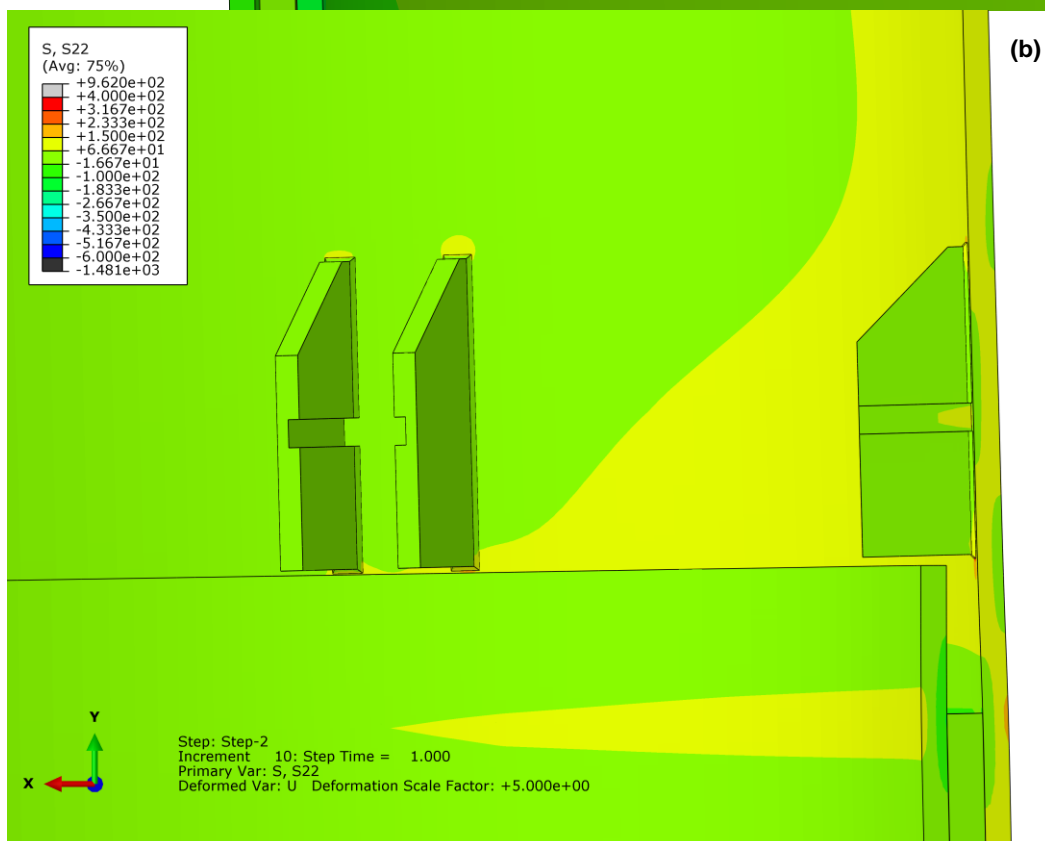 (b)
S, S22
(Avg: 75%)
+9.620e+02
+4.000e+02
+3.167e+02
+2.333e+02
+1.500e+02
+6.667e+01
-1.667e+01
-1.000e+02
-1.833e+02
-2.667e+02
-3.500e+02
-4.333e+02
-5.167e+02
-6.000e+02
-1.481e+03
Y
X
Step: Step-2
Increment 10: Step Time = 1.000
Primary Var: S, S22
Deformed Var: U Deformation Scale Factor: +5.000e+00